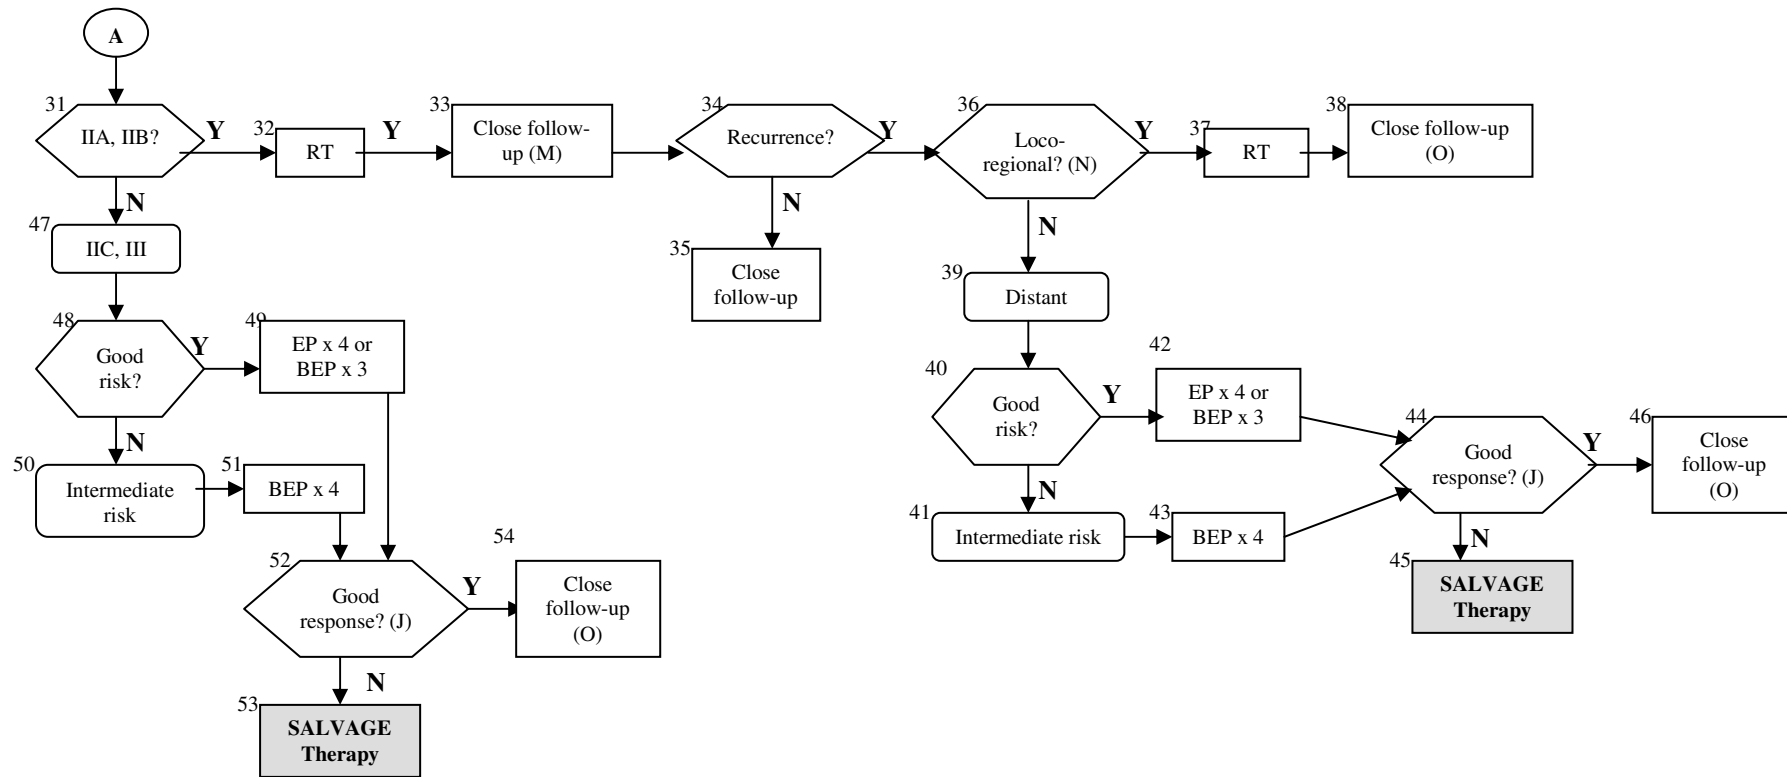 A
31
IIA, IIB?
Y
32
RT
Y
33
Close follow-
up (M)
34
Recurrence?
Y
36
Loco-
regional? (N)
Y
37
RT
38
Close follow-up
(O)
N
47
IIC, III
N
35
Close
follow-up
N
39
Distant
48
Good
risk?
Y
49
EP x 4 or
BEP x 3
40
Good
risk?
Y
42
EP x 4 or
BEP x 3
44
Good
response? (J)
Y
46
Close
follow-up
(O)
N
50
Intermediate
risk
51
BEP x 4
N
41
Intermediate risk
43
BEP x 4
N
45
SALVAGE
Therapy
52
Good
response? (J)
Y
54
Close
follow-up
(O)
N
53
SALVAGE
Therapy